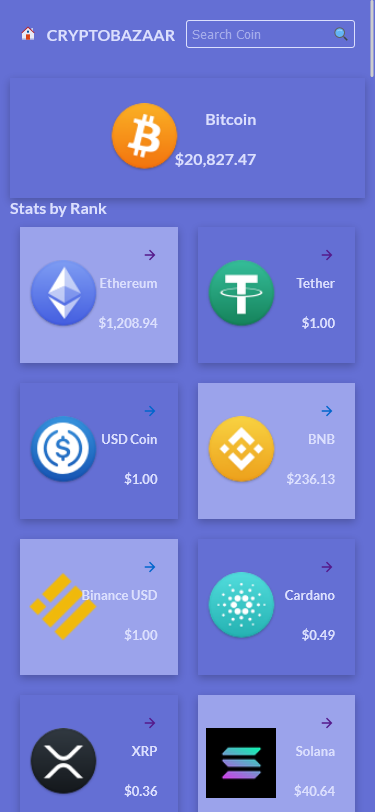 CRYPTOBAZAAR
Search Coin
Bitcoin
$20,827.47
Stats by Rank
Ethereum
$1,208.94
Tether
$1.00
USD Coin
$1.00
BNB
$236.13
Binance USD
$1.00
Cardano
$0.49
XRP
$0.36
Solana
$40.64